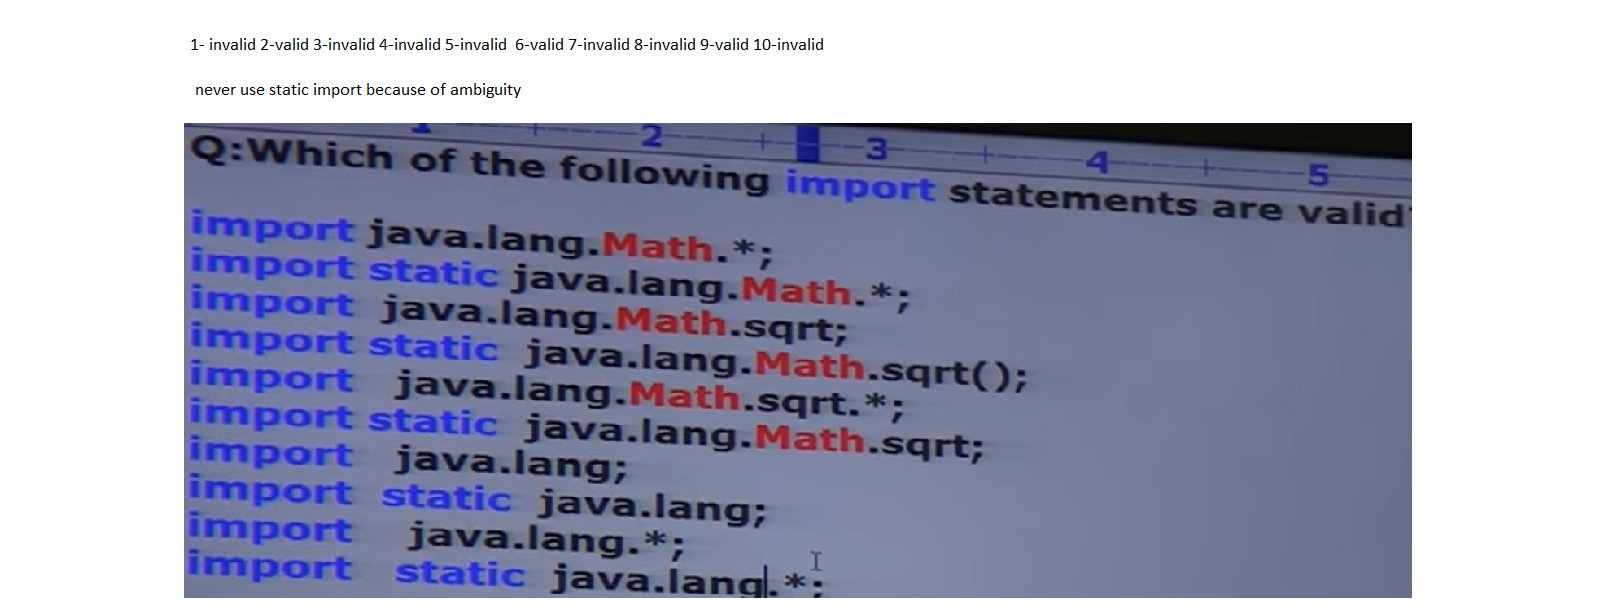 1- invalid 2-valid 3-invalid 4-invalid 5-invalid  6-valid 7-invalid 8-invalid 9-valid 10-invalid
never use static import because of ambiguity
2 3 4 5
Q:Which of the following import statements are valid
import java.lang.Math.*;
import static java.lang.Math.*;
import java.lang.Math.sqrt;
import static java.lang.Math.sqrt();
import java.lang.Math.sqrt.*;
import static java.lang.Math.sqrt;
import java.lang;
import static java.lang;
import java.lang.*;
import static java.lang.*;